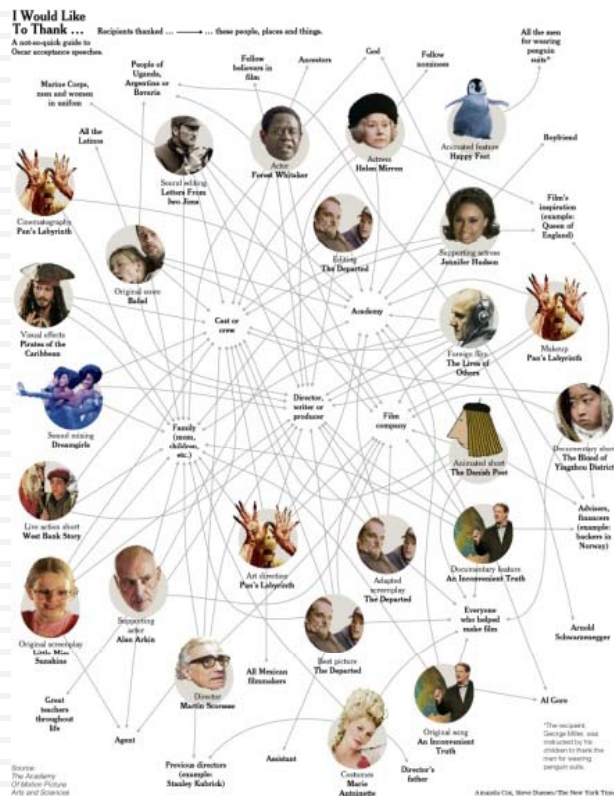 I Would Like
To Thank ...
Recipients thanked ... ... these people, places and things.
A not-so-quick guide to
Oscar acceptance speeches.
All the men
for wearing
penguin
suits*
God
Fellow
believers in
film
Ancestors
Fellow
nominees
People of
Uganda,
Argentina or
Bavaria
Marine Corps,
men and women
in uniform
All the
Latinos
Boyfriend
Sound editing
Letters From
Iwo Jima
Actor
Forest Whitaker
Actress
Helen Mirren
Animated feature
Happy Feet
Cinematography
Pan's Labyrinth
Film's
inspiration
(example:
Queen of
England)
Editing
The Departed
Supporting actress
Jennifer Hudson
Original score
Babel
Cast or
crew
Academy
Visual effects
Pirates of the
Caribbean
Foreign film
The Lives of
Others
Makeup
Pan's Labyrinth
Director,
writer or
producer
Film
company
Family
(mom,
children,
etc.)
Sound mixing
Dreamgirls
Animated short
The Danish Poet
Documentary short
The Blood of
Yingzhou District
Live action short
West Bank Story
Advisers,
financers
(example:
backers in
Norway)
Art direction
Pan's Labyrinth
Adapted
screenplay
The Departed
Documentary feature
An Inconvenient Truth
Original screenplay
Little Miss
Sunshine
Supporting
actor
Alan Arkin
Everyone
who helped
make film
Arnold
Schwarzenegger
Best picture
The Departed
Director
Martin Scorsese
All Mexican
filmmakers
Great
teachers
throughout
life
Al Gore
Original song
An Inconvenient
Truth
Agent
Assistant
Previous directors
(example:
Stanley Kubrick)
Costumes
Marie
Antoinette
Director's
father
*The recipient
George Miller, was
instructed by his
children to thank the
men for wearing
penguin suits.
Source:
The Academy
Of Motion Picture
Arts and Sciences
Amanda Cox, Steve Duenes/The New York Times